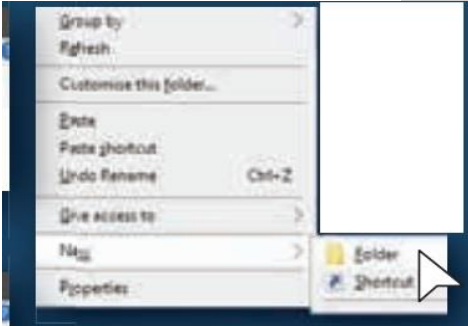 Group by
Refresh
Customise this folder...
Paste
Paste shortcut
Undo Rename Ctrl+Z
Give access to
New
Properties
Folder
Shortcut